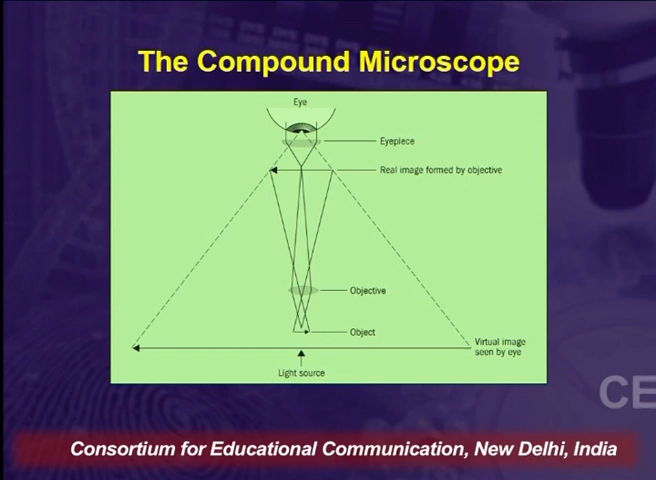 The Compound Microscope
Eye
Eyepiece
Real image formed by objective
Objective
Object
Virtual image
seen by eye
Light source
CE
Consortium for Educational Communication, New Delhi, India